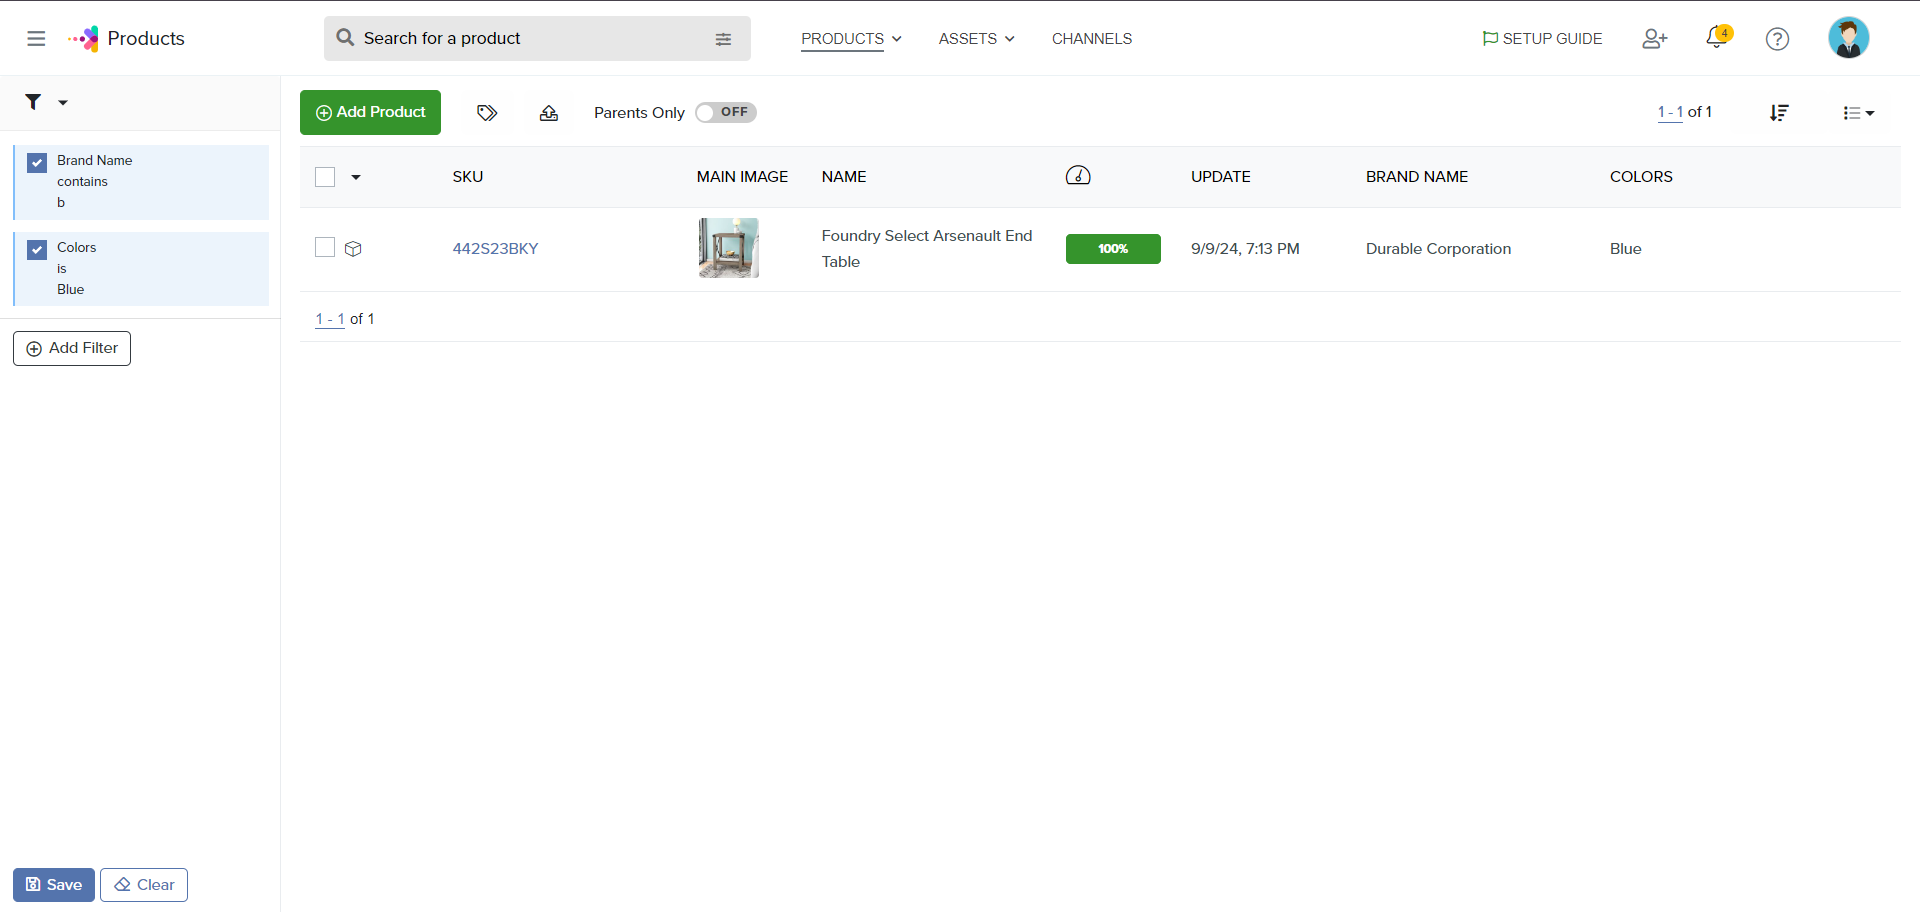 Products
Search for a product
PRODUCTS
ASSETS
CHANNELS
SETUP GUIDE
4
Brand Name
contains
b
Colors
is
Blue
Add Filter
Save
Clear
Add Product
Parents Only
OFF
1 - 1 of 1
SKU
MAIN IMAGE
NAME
UPDATE
BRAND NAME
COLORS
442S23BKY
Foundry Select Arsenault End
Table
100%
9/9/24, 7:13 PM
Durable Corporation
Blue
1 - 1 of 1